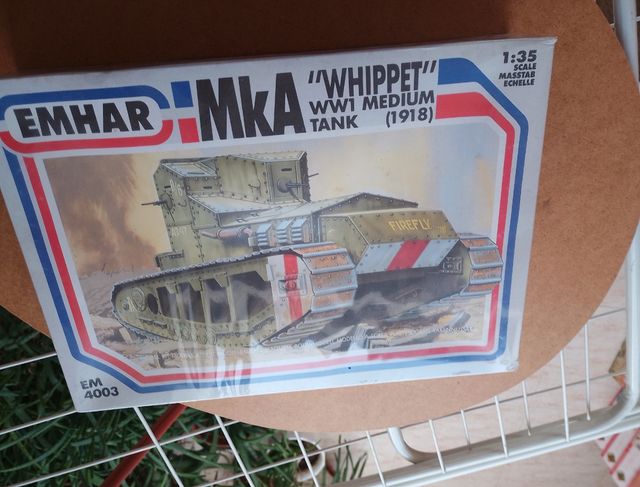 EMHAR
MkA
"WHIPPET"
WW1 MEDIUM
TANK (1918)
1:35
SCALE
MASSTAB
ECHELLE
FIREFLY
EM
4003